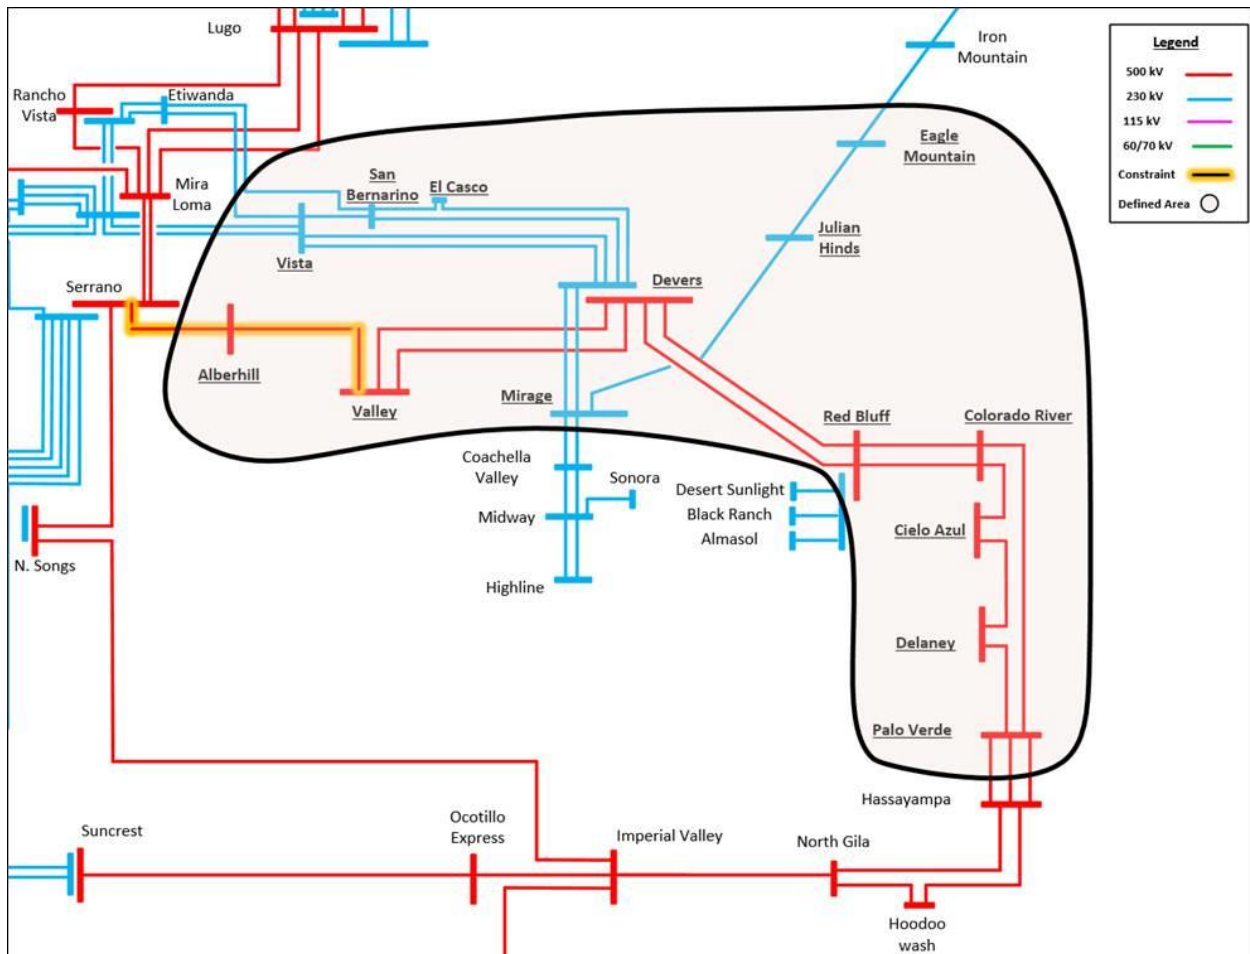 Lugo
Iron
Mountain
Legend
500 kV
230 kV
115 kV
60/70 kV
Constraint
Defined Area
Rancho
Vista
Etiwanda
Eagle
Mountain
San
Bernarino
El Casco
Mira
Loma
Julian
Hinds
Vista
Devers
Serrano
Alberhill
Valley
Mirage
Red Bluff
Colorado River
Coachella
Valley
Sonora
Desert Sunlight
Midway
Black Ranch
Cielo Azul
Almasol
N. Songs
Highline
Delaney
Palo Verde
Hassayampa
Suncrest
Ocotillo
Express
Imperial Valley
North Gila
Hoodoo
wash